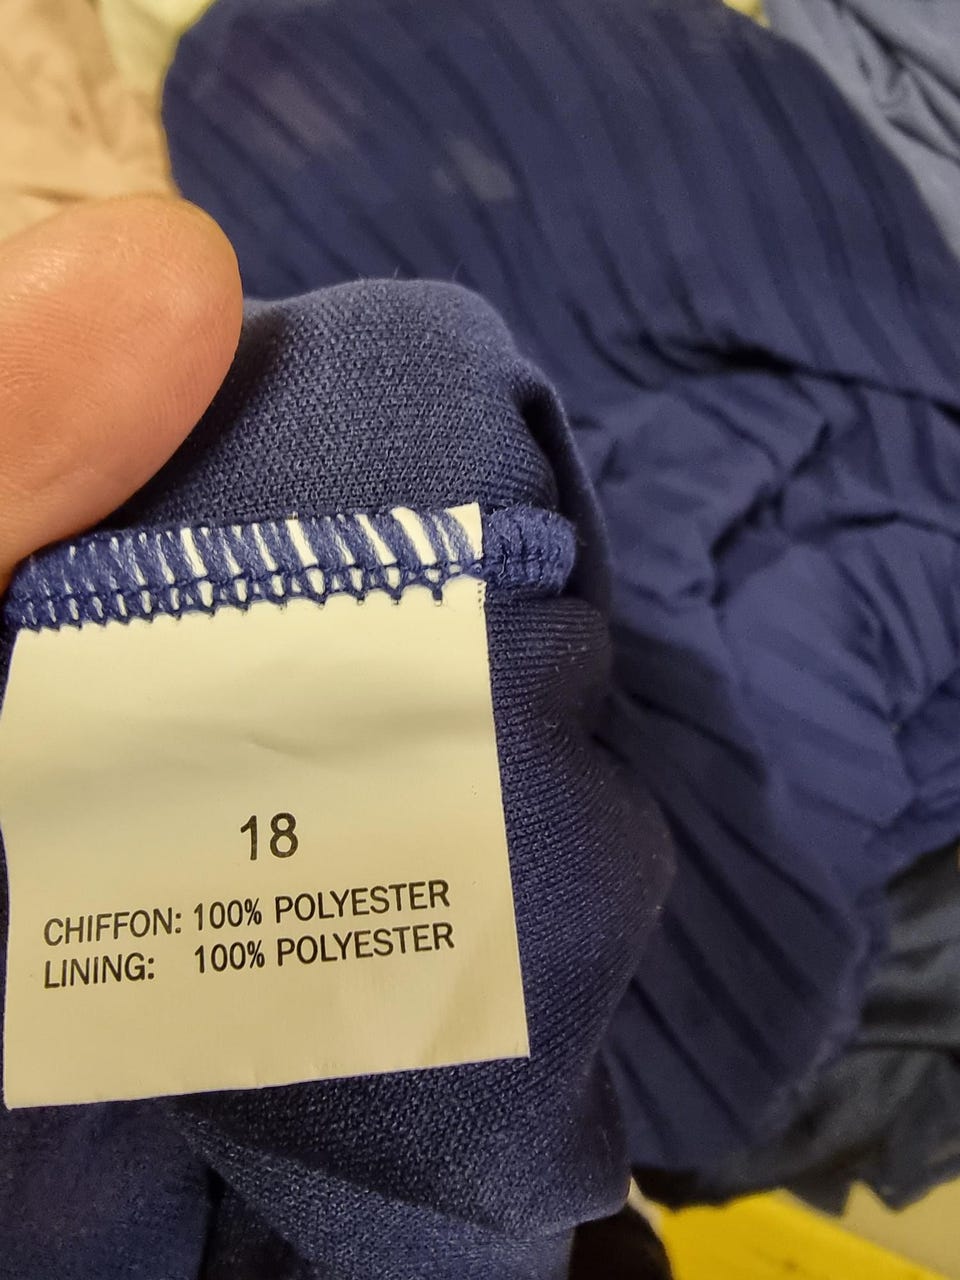 18
CHIFFON: 100% POLYESTER
LINING: 100% POLYESTER